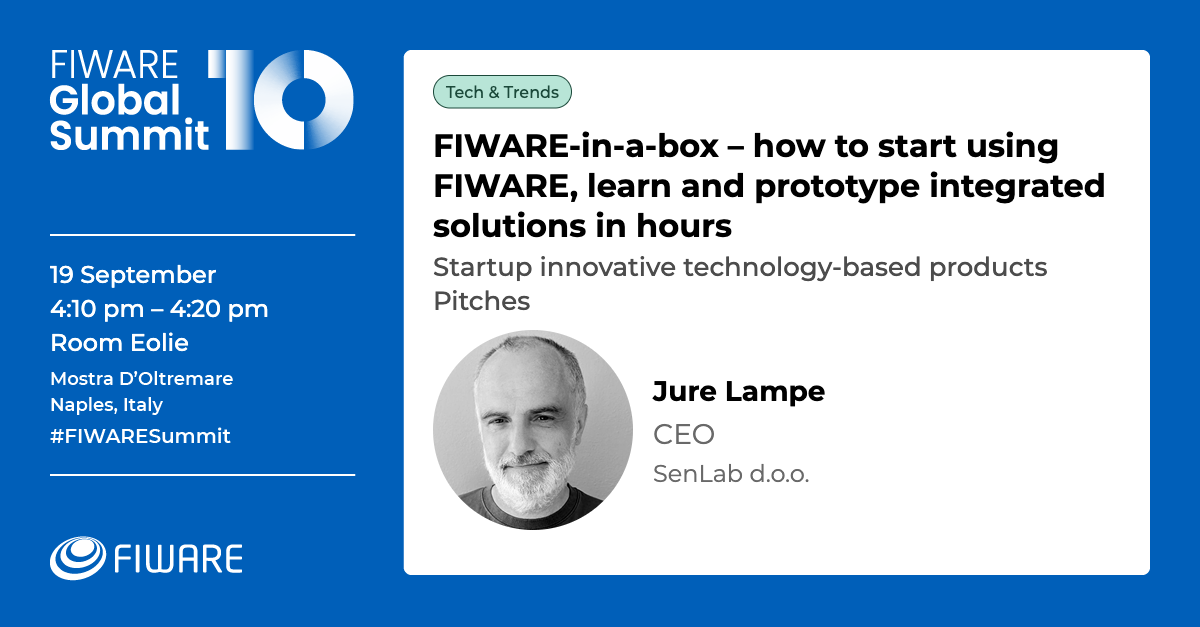 FIWARE
Global
Summit
10
19 September
4:10 pm – 4:20 pm
Room Eolie
Mostra D’Oltremare
Naples, Italy
#FIWARESummit
FIWARE
Tech & Trends
FIWARE-in-a-box – how to start using
FIWARE, learn and prototype integrated
solutions in hours
Startup innovative technology-based products
Pitches
Jure Lampe
CEO
SenLab d.o.o.